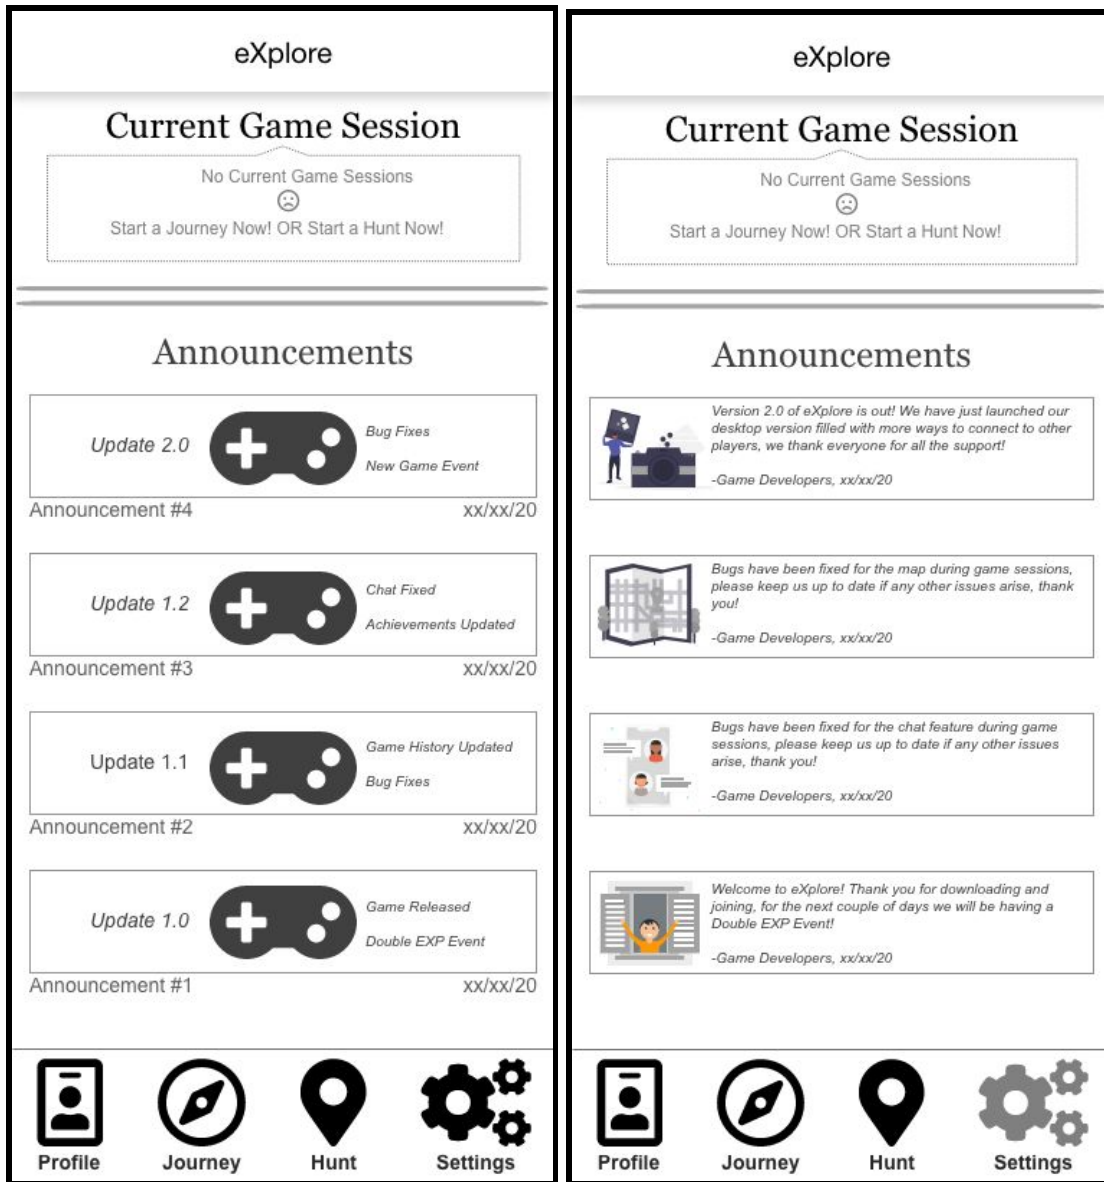 eXplore
Current Game Session
No Current Game Sessions
Start a Journey Now! OR Start a Hunt Now!
Announcements
Update 2.0
Bug Fixes
New Game Event
Announcement #4 xx/xx/20
Update 1.2
Chat Fixed
Achievements Updated
Announcement #3 xx/xx/20
Update 1.1
Game History Updated
Bug Fixes
Announcement #2 xx/xx/20
Update 1.0
Game Released
Double EXP Event
Announcement #1 xx/xx/20
Profile Journey Hunt Settings
eXplore
Current Game Session
No Current Game Sessions
Start a Journey Now! OR Start a Hunt Now!
Announcements
Version 2.0 of eXplore is out! We have just launched our
desktop version filled with more ways to connect to other
players, we thank everyone for all the support!
-Game Developers, xx/xx/20
Bugs have been fixed for the map during game sessions,
please keep us up to date if any other issues arise, thank
you!
-Game Developers, xx/xx/20
Bugs have been fixed for the chat feature during game
sessions, please keep us up to date if any other issues
arise, thank you!
-Game Developers, xx/xx/20
Welcome to eXplore! Thank you for downloading and
joining, for the next couple of days we will be having a
Double EXP Event!
-Game Developers, xx/xx/20
Profile Journey Hunt Settings